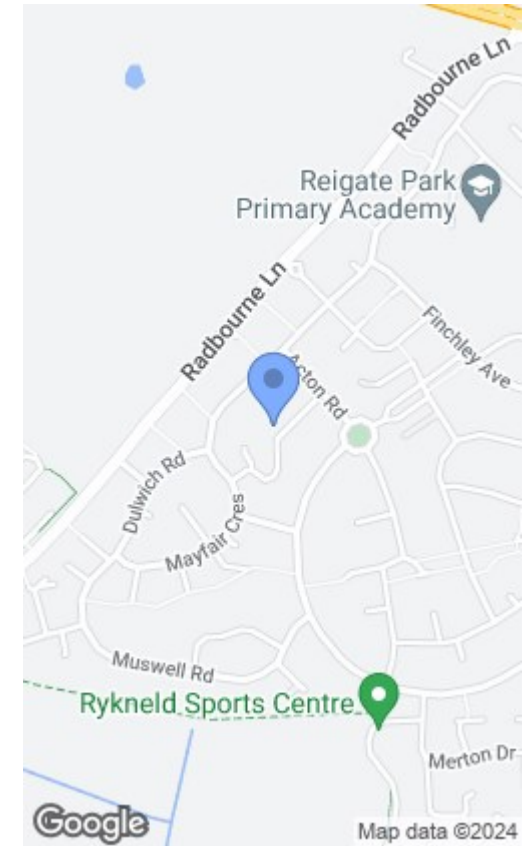 Radbourne Ln
Reigate Park
Primary Academy
Radbourne Ln
Finchley Ave
Acton Rd
Dulwich Rd
Mayfair Cres
Muswell Rd
Rykneld Sports Centre
Merton Dr
Google
Map data ©2024